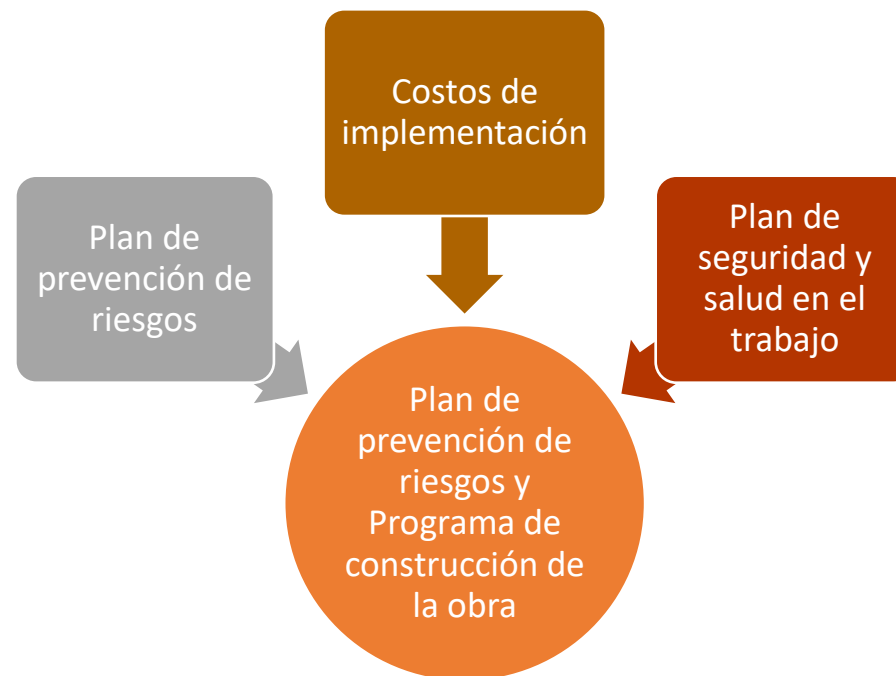 Costos de
implementación
Plan de
prevención de
riesgos
Plan de
seguridad y
salud en el
trabajo
Plan de
prevención de
riesgos y
Programa de
construcción de
la obra